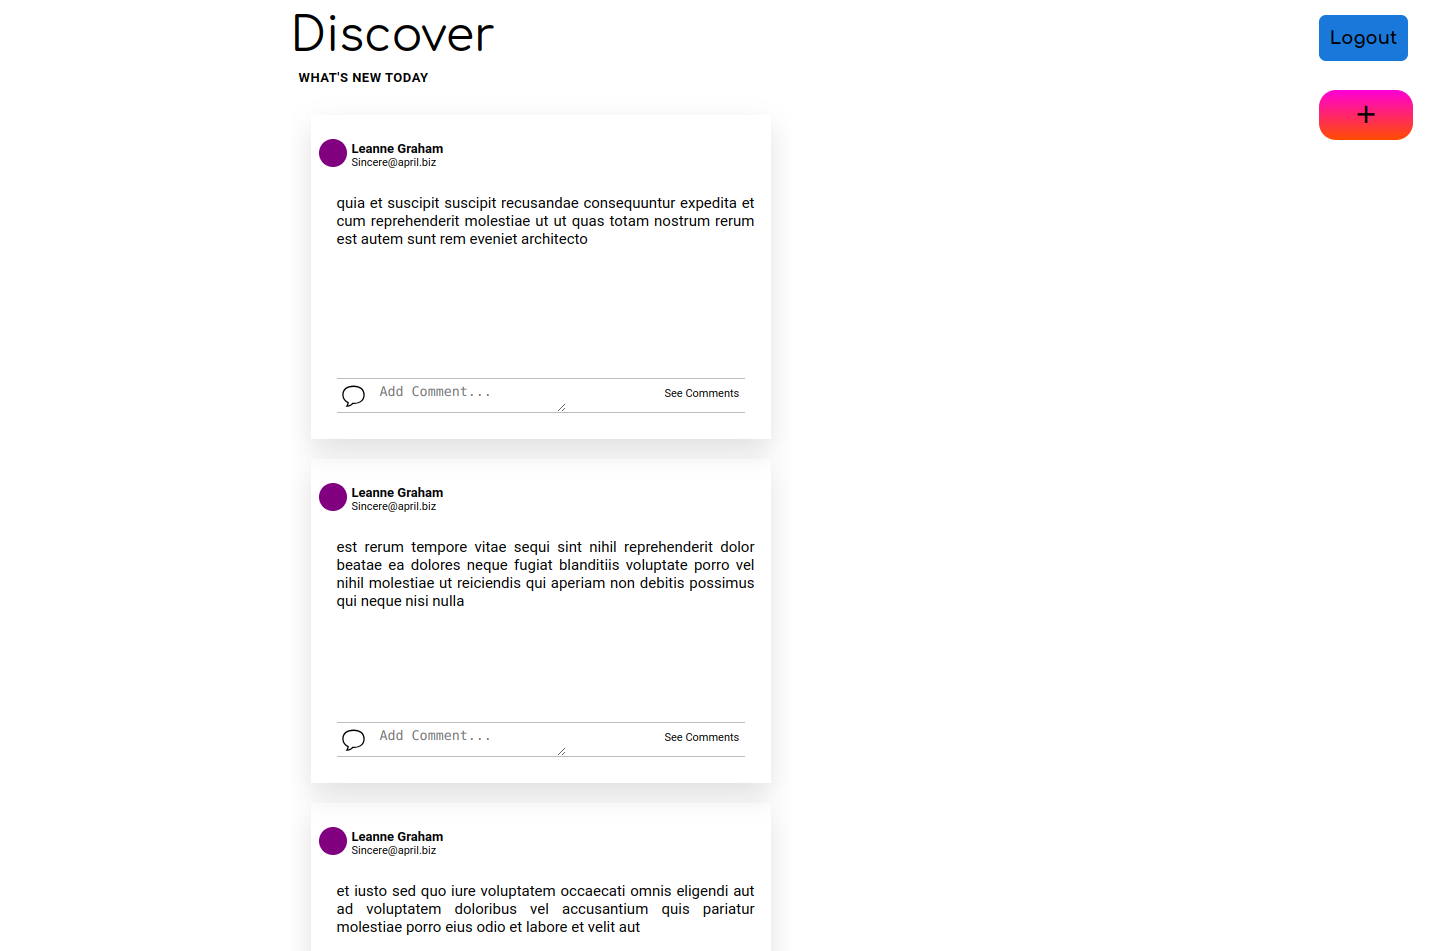 Discover
Logout
WHAT'S NEW TODAY
+
Leanne Graham
Sincere@april.biz
quia et suscipit suscipit recusandae consequuntur expedita et
cum reprehenderit molestiae ut ut quas totam nostrum rerum
est autem sunt rem eveniet architecto
Add Comment...
See Comments
Leanne Graham
Sincere@april.biz
est rerum tempore vitae sequi sint nihil reprehenderit dolor
beatae ea dolores neque fugiat blanditiis voluptate porro vel
nihil molestiae ut reiciendis qui aperiam non debitis possimus
qui neque nisi nulla
Add Comment...
See Comments
Leanne Graham
Sincere@april.biz
et iusto sed quo iure voluptatem occaecati omnis eligendi aut
ad voluptatem doloribus vel accusantium quis pariatur
molestiae porro eius odio et labore et velit aut